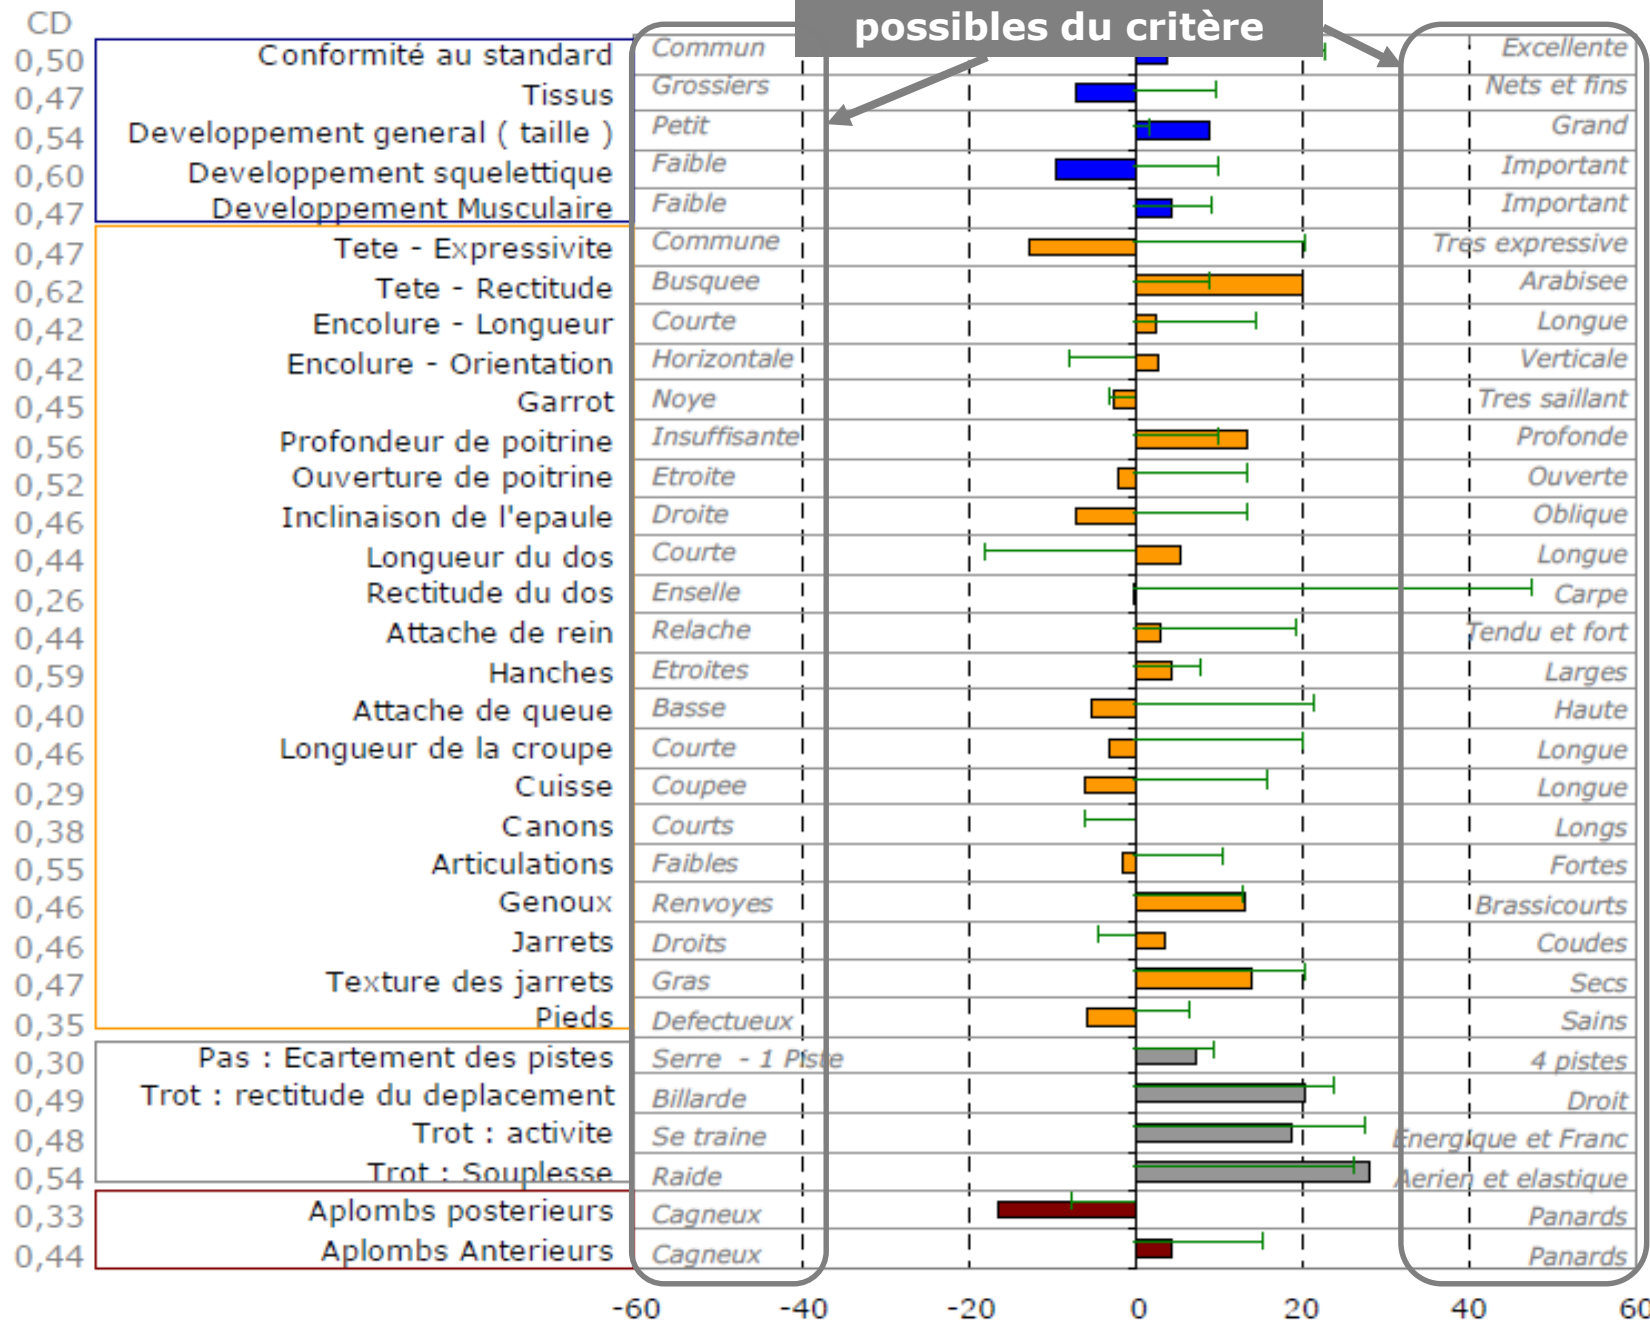 possibles du critère
CD
0,50 Conformité au standard Commun Excellente
0,47 Tissus Grossiers Nets et fins
0,54 Developpement general ( taille ) Petit Grand
0,60 Developpement squelettique Faible Important
0,47 Developpement Musculaire Faible Important
0,47 Tete - Expressivite Commune Tres expressive
0,62 Tete - Rectitude Busquee Arabisee
0,42 Encolure - Longueur Courte Longue
0,42 Encolure - Orientation Horizontale Verticale
0,45 Garrot Noye Tres saillant
0,56 Profondeur de poitrine Insuffisante Profonde
0,52 Ouverture de poitrine Etroite Ouverte
0,46 Inclinaison de l'epaule Droite Oblique
0,44 Longueur du dos Courte Longue
0,26 Rectitude du dos Enselle Carpe
0,44 Attache de rein Relache Tendu et fort
0,59 Hanches Etroites Larges
0,40 Attache de queue Basse Haute
0,46 Longueur de la croupe Courte Longue
0,29 Cuisse Coupee Longue
0,38 Canons Courts Longs
0,55 Articulations Faibles Fortes
0,46 Genoux Renvoyes Brassicourts
0,46 Jarrets Droits Coudes
0,47 Texture des jarrets Gras Secs
0,35 Pieds Defectueux Sains
0,30 Pas : Ecartement des pistes Serre - 1 Piste 4 pistes
0,49 Trot : rectitude du deplacement Billarde Droit
0,48 Trot : activite Se traine Energique et Franc
0,54 Trot : Souplesse Raide Aerien et elastique
0,33 Aplombs posterieurs Cagneux Panards
0,44 Aplombs Anterieurs Cagneux Panards
-60 -40 -20 0 20 40 60